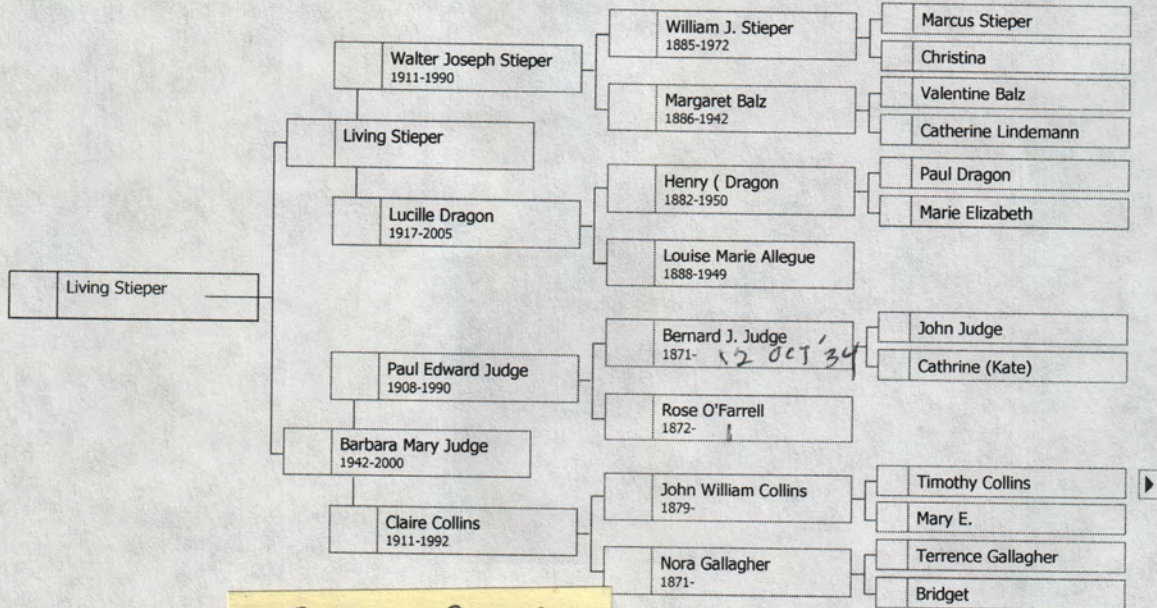 Living Stieper
Walter Joseph Stieper
1911-1990
Living Stieper
Lucille Dragon
1917-2005
Paul Edward Judge
1908-1990
Barbara Mary Judge
1942-2000
Claire Collins
1911-1992
William J. Stieper
1885-1972
Margaret Balz
1886-1942
Henry ( Dragon
1882-1950
Louise Marie Allegue
1888-1949
Bernard J. Judge
1871- 12 OCT '34
Rose O'Farrell
1872-
John William Collins
1879-
Nora Gallagher
1871-
Marcus Stieper
Christina
Valentine Balz
Catherine Lindemann
Paul Dragon
Marie Elizabeth
John Judge
Cathrine (Kate)
Timothy Collins
Mary E.
Terrence Gallagher
Bridget